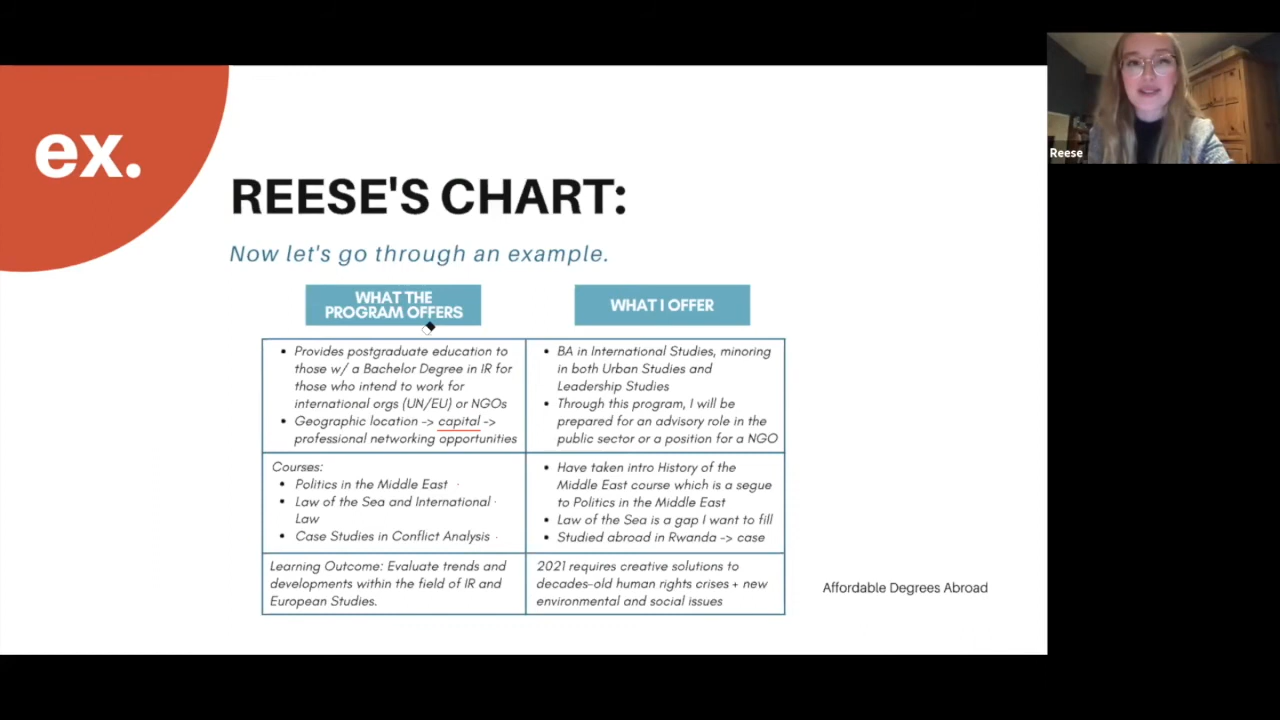 ex.
REESE'S CHART:
Now let's go through an example.
WHAT THE
PROGRAM OFFERS
WHAT I OFFER
• Provides postgraduate education to
those w/ a Bachelor Degree in IR for
those who intend to work for
international orgs (UN/EU) or NGOs
• Geographic location -> capital ->
professional networking opportunities
• BA in International Studies, minoring
in both Urban Studies and
Leadership Studies
• Through this program, I will be
prepared for an advisory role in the
public sector or a position for a NGO
Courses:
• Politics in the Middle East
• Law of the Sea and International
Law
• Case Studies in Conflict Analysis
• Have taken intro History of the
Middle East course which is a segue
to Politics in the Middle East
• Law of the Sea is a gap I want to fill
• Studied abroad in Rwanda -> case
Learning Outcome: Evaluate trends and
developments within the field of IR and
European Studies.
2021 requires creative solutions to
decades-old human rights crises + new
environmental and social issues
Affordable Degrees Abroad
Reese